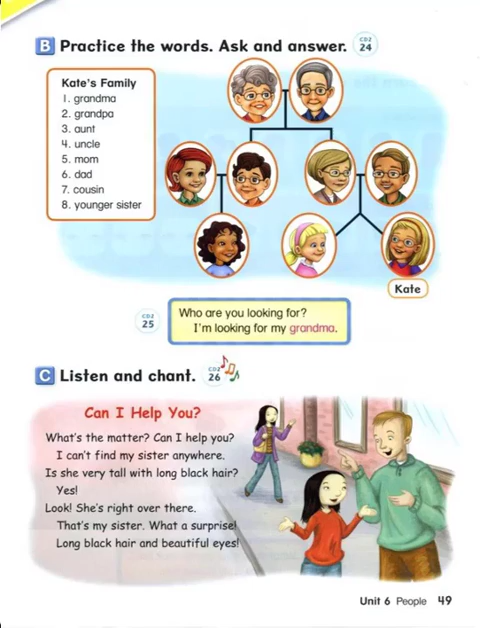 B Practice the words. Ask and answer.
CD2
24
Kate's Family
1. grandma
2. grandpa
3. aunt
4. uncle
5. mom
6. dad
7. cousin
8. younger sister
Kate
CD2
25
Who are you looking for?
I'm looking for my grandma.
C Listen and chant.
CD2
26
Can I Help You?
What's the matter? Can I help you?
I can't find my sister anywhere.
Is she very tall with long black hair?
Yes!
Look! She's right over there.
That's my sister. What a surprise!
Long black hair and beautiful eyes!
Unit 6 People 49